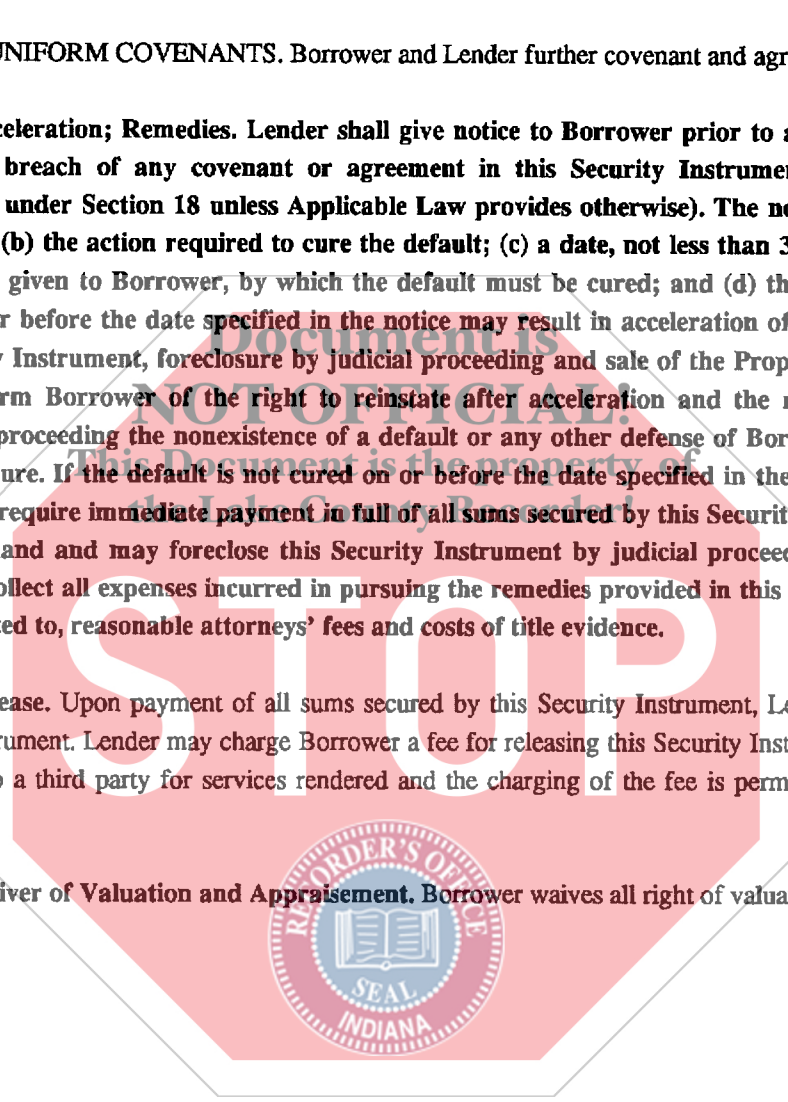 UNIFORM COVENANTS. Borrower and Lender further covenant and agr
celeration; Remedies. Lender shall give notice to Borrower prior to a
breach of any covenant or agreement in this Security Instrumen
under Section 18 unless Applicable Law provides otherwise). The no
(b) the action required to cure the default; (c) a date, not less than 3
given to Borrower, by which the default must be cured; and (d) th
r before the date specified in the notice may result in acceleration of
y Instrument, foreclosure by judicial proceeding and sale of the Prop
rm Borrower of the right to reinstate after acceleration and the r
proceeding the nonexistence of a default or any other defense of Bor
ure. If the default is not cured on or before the date specified in the
require immediate payment in full of all sums secured by this Securit
and and may foreclose this Security Instrument by judicial proceed
ollect all expenses incurred in pursuing the remedies provided in this
ted to, reasonable attorneys' fees and costs of title evidence.
ease. Upon payment of all sums secured by this Security Instrument, Le
rument. Lender may charge Borrower a fee for releasing this Security Inst
o a third party for services rendered and the charging of the fee is perm
iver of Valuation and Appraisement. Borrower waives all right of valua
Document is
NOT OFFICIAL!
This Document is the property of
the Lake County Recorder!
STOP
RECORDER'S OFFICE
SEAL
INDIANA